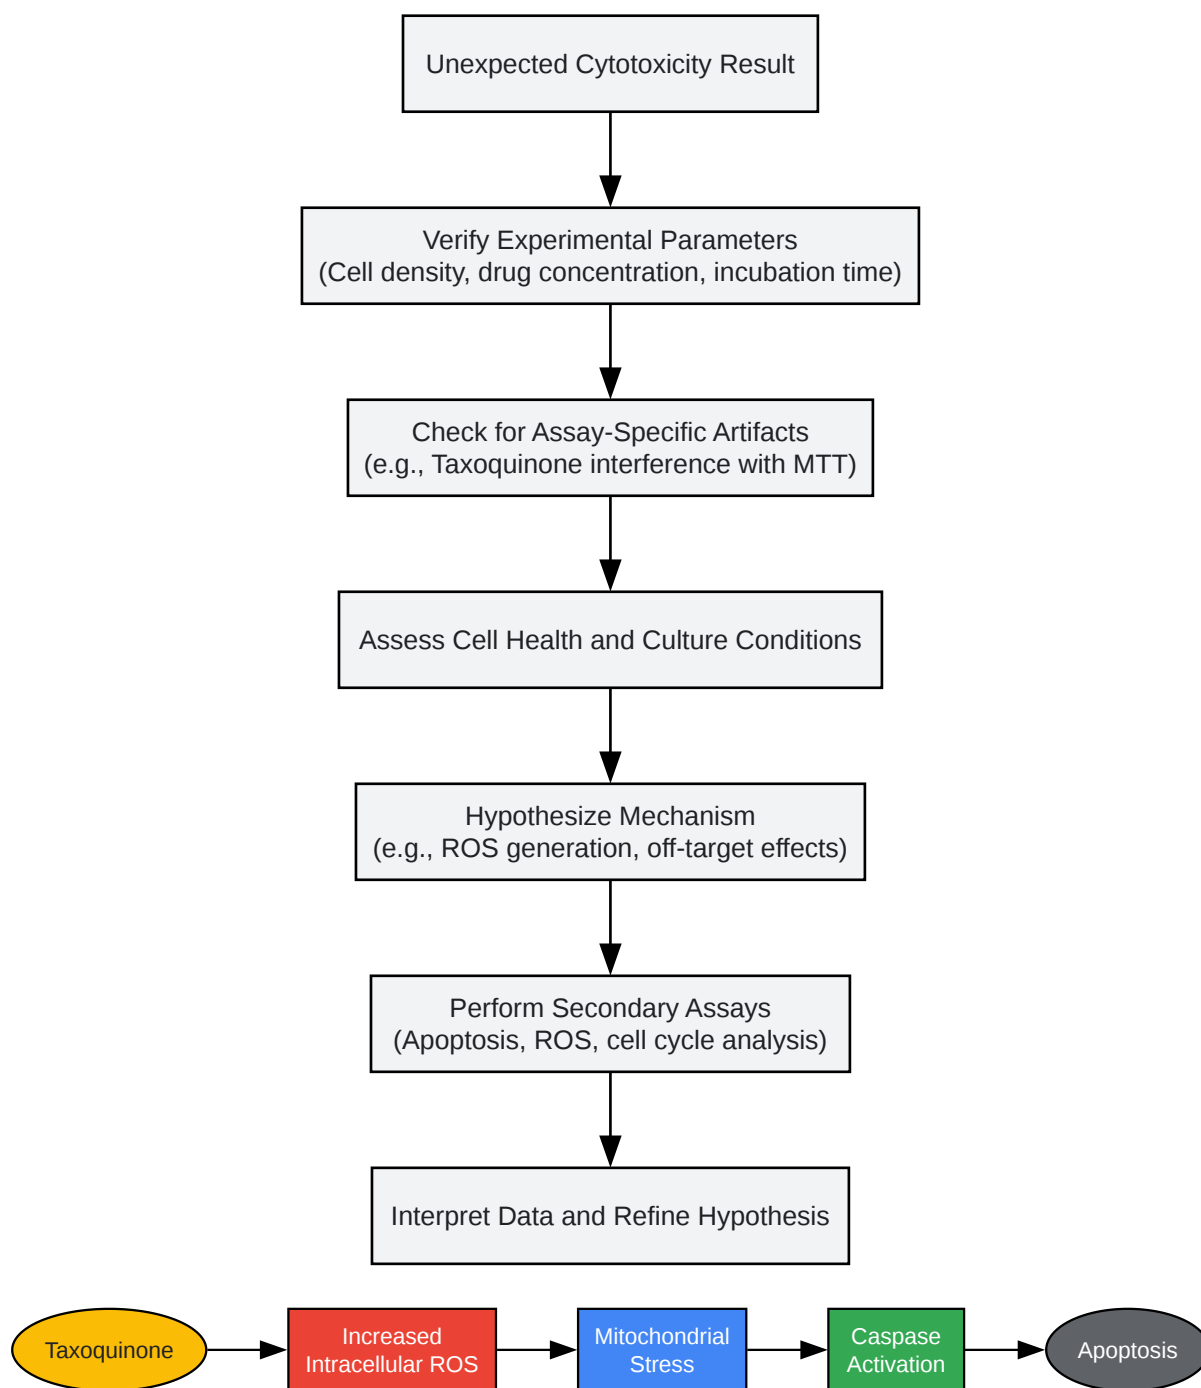 Unexpected Cytotoxicity Result
Verify Experimental Parameters
(Cell density, drug concentration, incubation time)
Check for Assay-Specific Artifacts
(e.g., Taxoquinone interference with MTT)
Assess Cell Health and Culture Conditions
Hypothesize Mechanism
(e.g., ROS generation, off-target effects)
Perform Secondary Assays
(Apoptosis, ROS, cell cycle analysis)
Interpret Data and Refine Hypothesis
Taxoquinone
Increased
Intracellular ROS
Mitochondrial
Stress
Caspase
Activation
Apoptosis